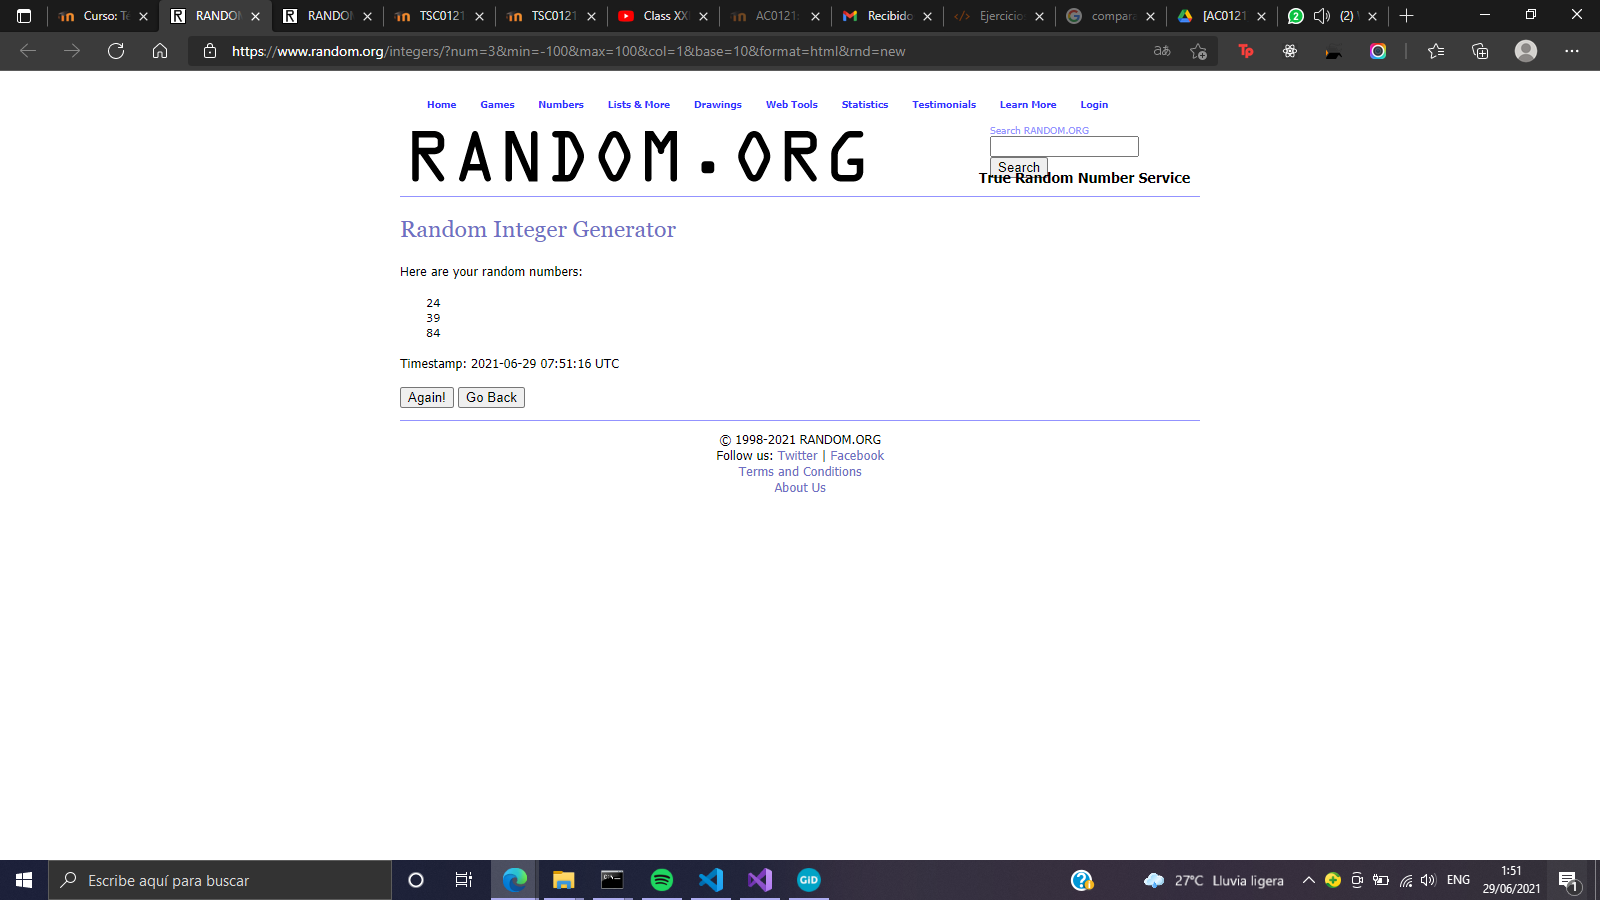 Curso: Té
RANDOM
RANDOM
TSC0121
TSC0121
Class XX
AC0121:
Recibido
Ejercicio
compara
[AC0121
(2)
https://www.random.org/integers/?num=3&min=-100&max=100&col=1&base=10&format=html&rnd=new
Home Games Numbers Lists & More Drawings Web Tools Statistics Testimonials Learn More Login
RANDOM.ORG
Search RANDOM.ORG
Search
True Random Number Service
Random Integer Generator
Here are your random numbers:
24
39
84
Timestamp: 2021-06-29 07:51:16 UTC
Again! Go Back
© 1998-2021 RANDOM.ORG
Follow us: Twitter | Facebook
Terms and Conditions
About Us
Escribe aquí para buscar
GiD
27°C Lluvia ligera
ENG
1:51
29/06/2021
1